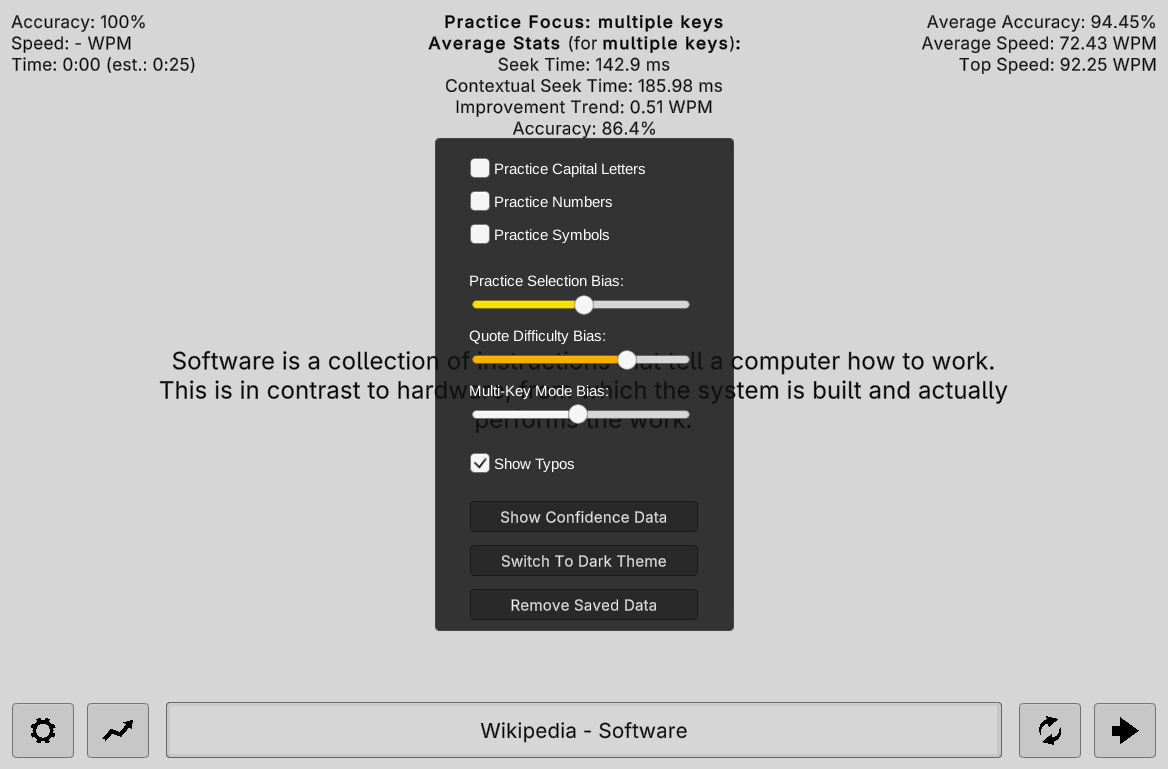 Accuracy: 100%
Speed: - WPM
Time: 0:00 (est.: 0:25)
Practice Focus: multiple keys
Average Stats (for multiple keys):
Seek Time: 142.9 ms
Contextual Seek Time: 185.98 ms
Improvement Trend: 0.51 WPM
Accuracy: 86.4%
Average Accuracy: 94.45%
Average Speed: 72.43 WPM
Top Speed: 92.25 WPM
Practice Capital Letters
Practice Numbers
Practice Symbols
Practice Selection Bias:
Quote Difficulty Bias:
Multi-Key Mode Bias:
Show Typos
Show Confidence Data
Switch To Dark Theme
Remove Saved Data
Software is a collection of instructions that tell a computer how to work.
This is in contrast to hardware, from which the system is built and actually
performs the work.
Wikipedia - Software